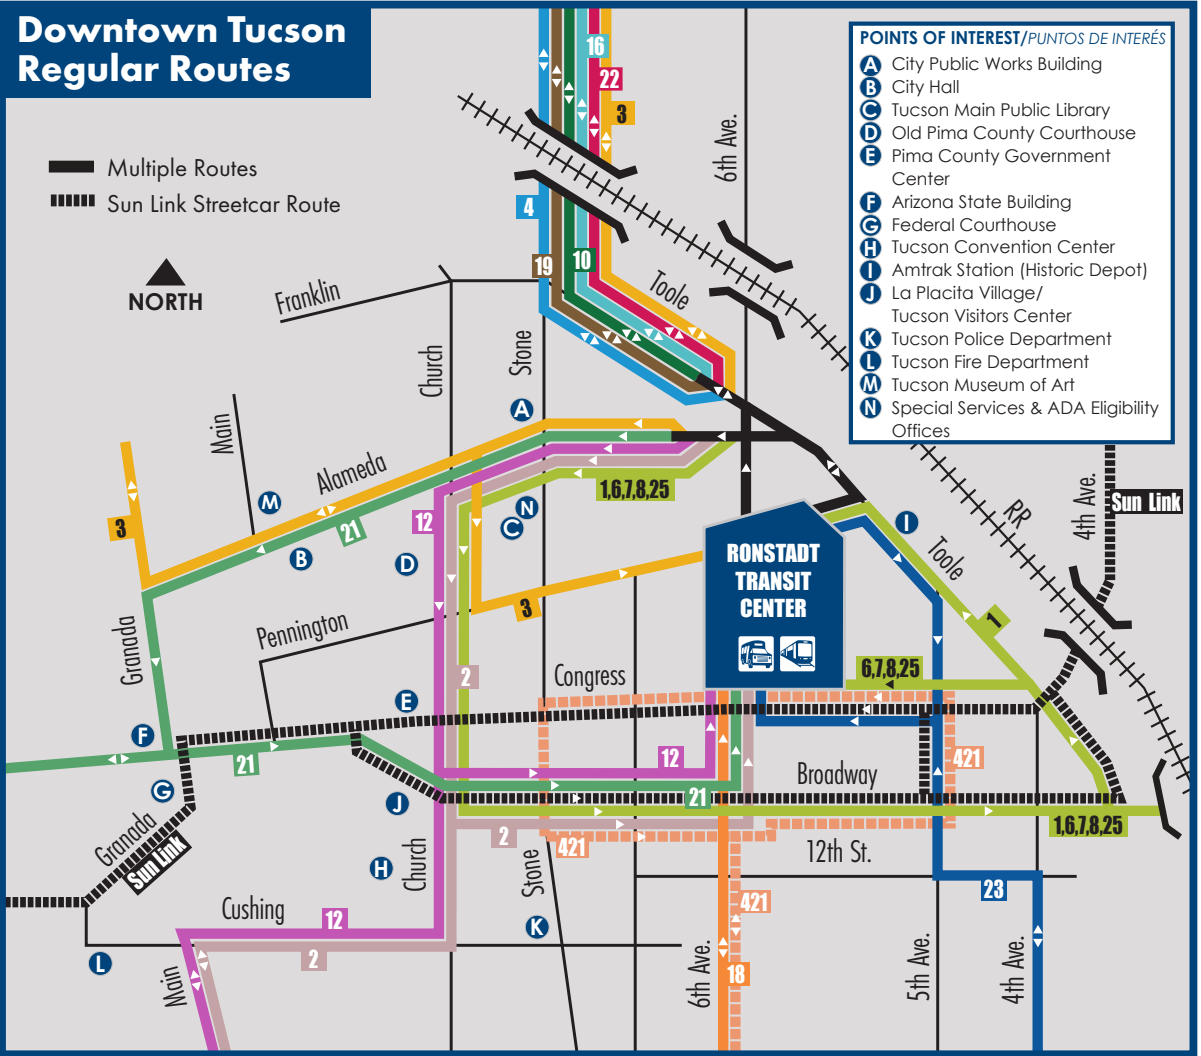 Downtown Tucson
Regular Routes
Multiple Routes
Sun Link Streetcar Route
NORTH
POINTS OF INTEREST/PUNTOS DE INTERÉS
A City Public Works Building
B City Hall
C Tucson Main Public Library
D Old Pima County Courthouse
E Pima County Government
Center
F Arizona State Building
G Federal Courthouse
H Tucson Convention Center
I Amtrak Station (Historic Depot)
J La Placita Village/
Tucson Visitors Center
K Tucson Police Department
L Tucson Fire Department
M Tucson Museum of Art
N Special Services & ADA Eligibility
Offices
16
22
3
6th Ave.
4
19
10
Toole
Franklin
Church
Stone
Main
A
Alameda
M
3
21
B
12
1,6,7,8,25
N
C
D
I
RR
4th Ave.
Sun Link
Toole
RONSTADT
TRANSIT
CENTER
3
1
Granada
Pennington
2
Congress
6,7,8,25
E
F
21
G
12
Broadway
421
J
21
Granada
Sun Link
2
421
1,6,7,8,25
12th St.
H
Church
Stone
23
421
Cushing
12
K
2
L
Main
6th Ave.
18
5th Ave.
4th Ave.